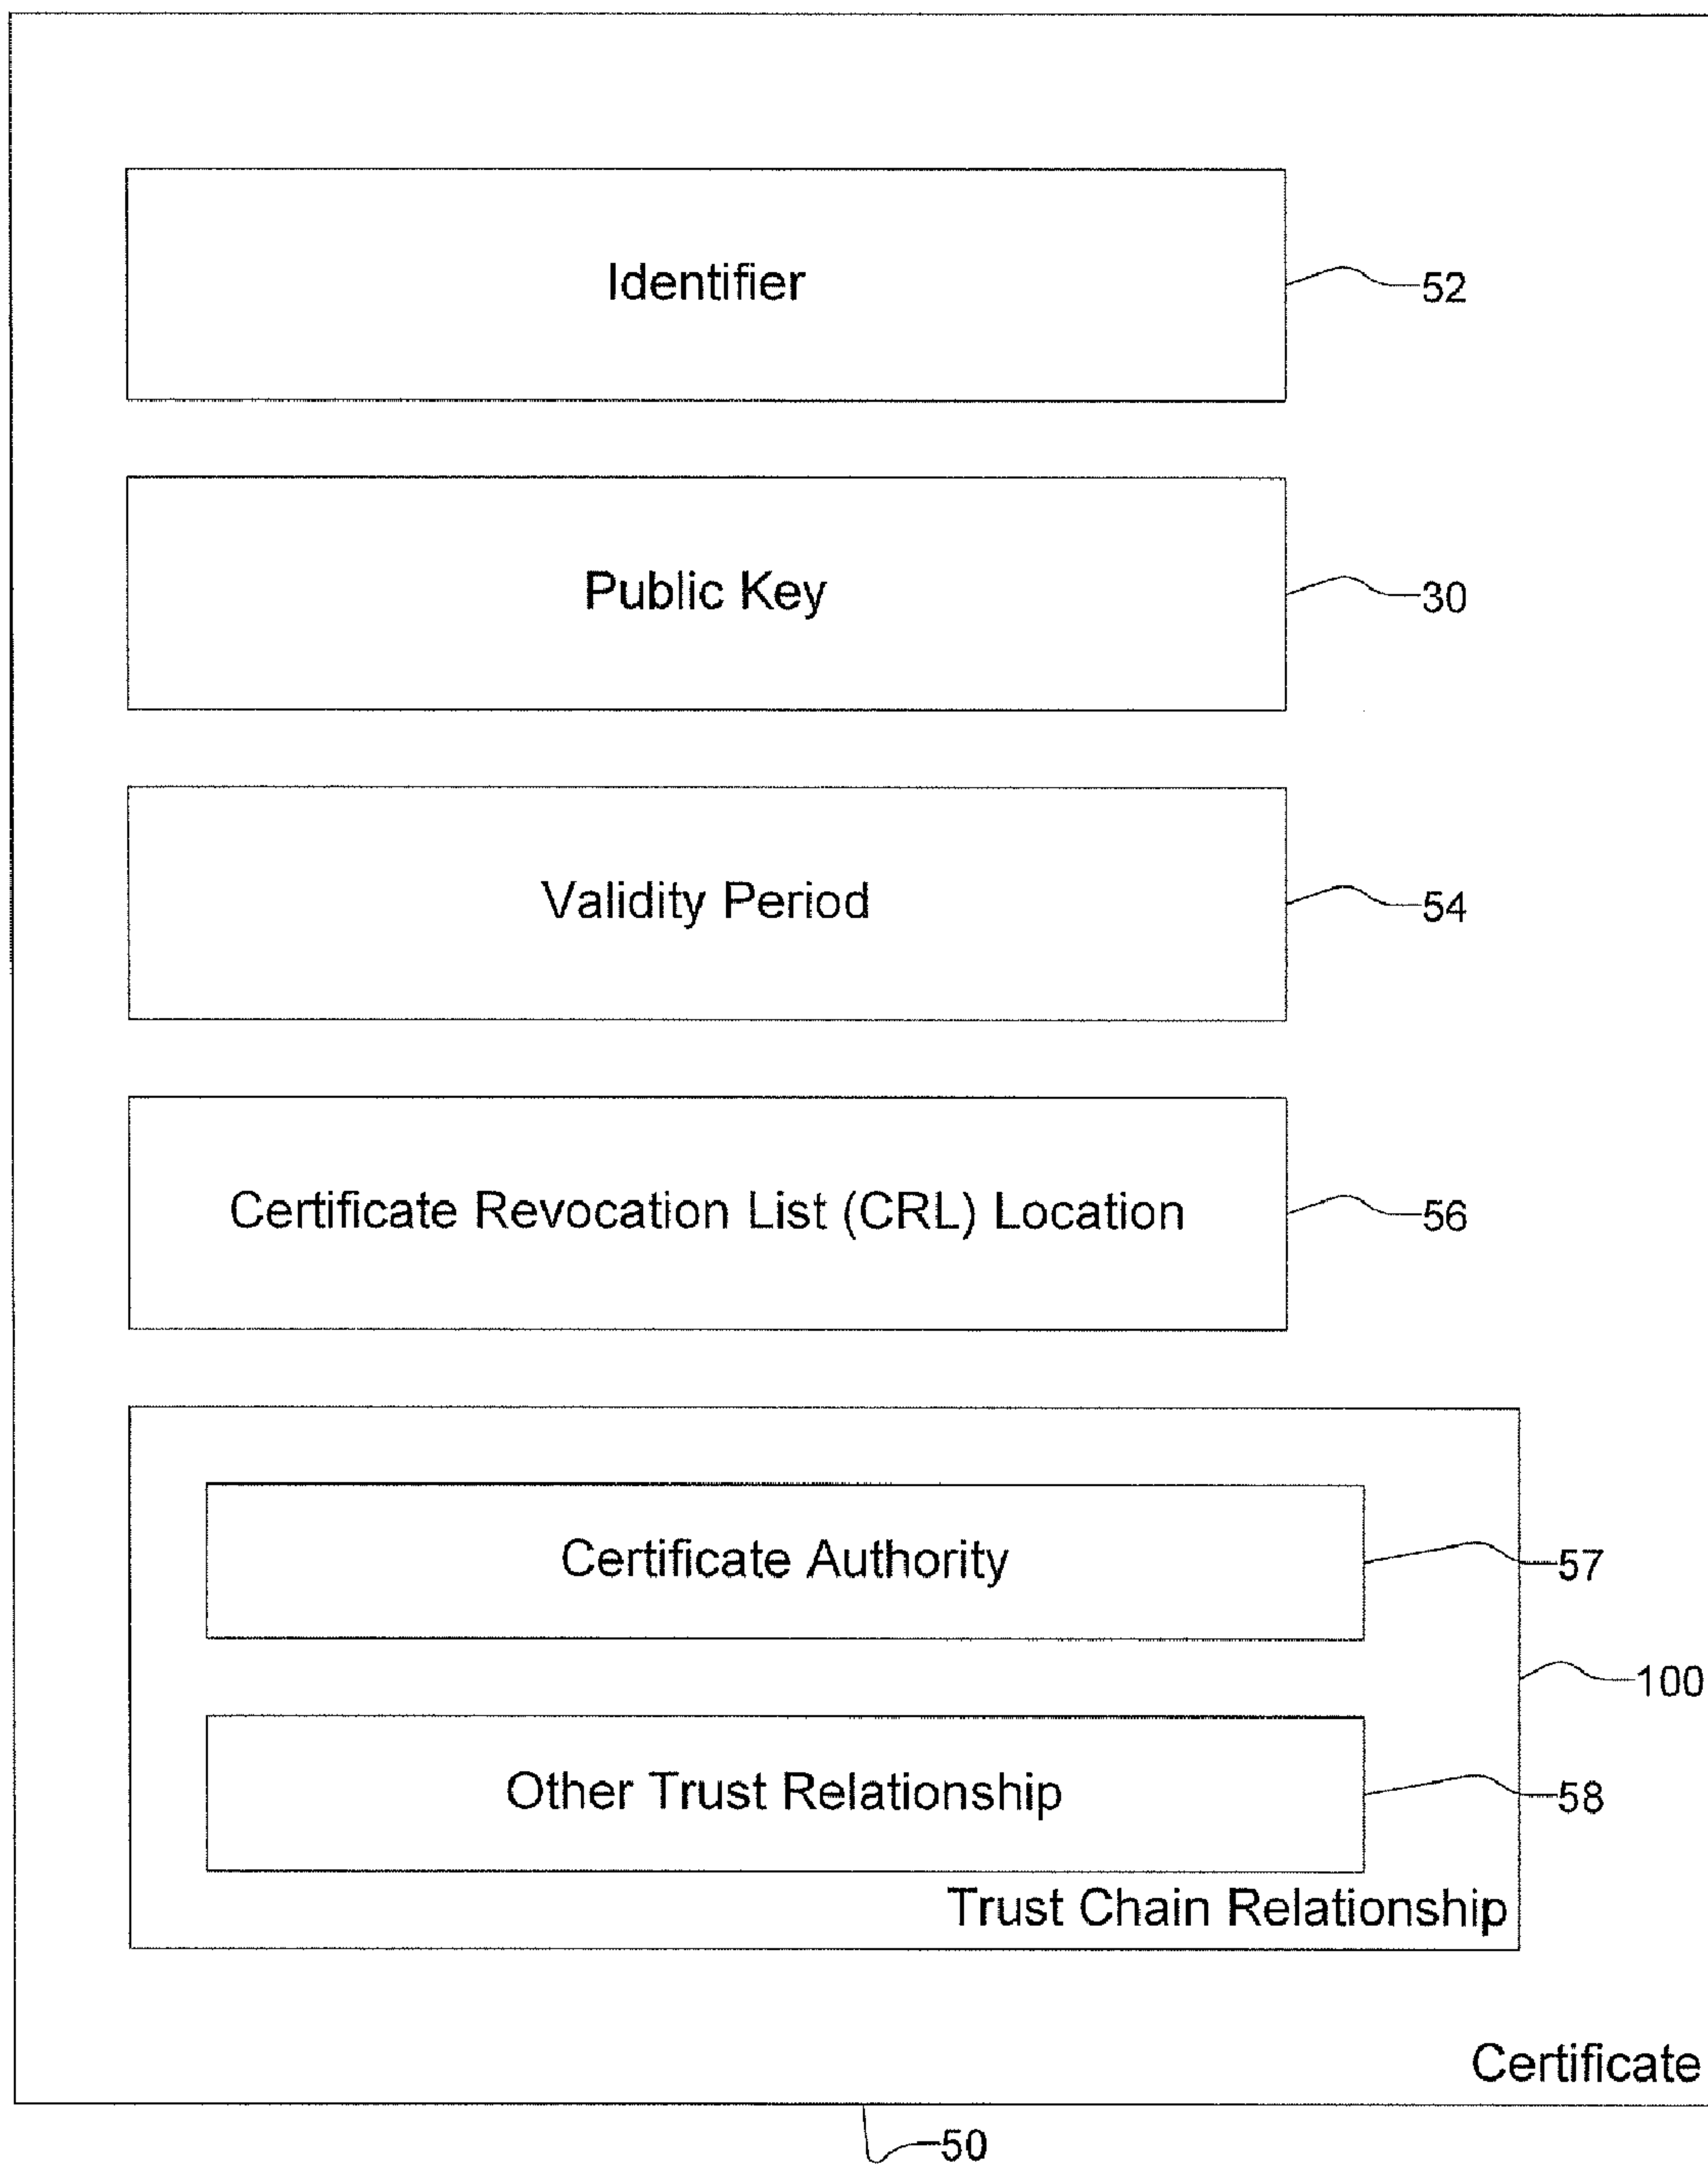 Identifier
52
Public Key
30
Validity Period
54
Certificate Revocation List (CRL) Location
56
Certificate Authority
57
100
Other Trust Relationship
58
Trust Chain Relationship
Certificate
50